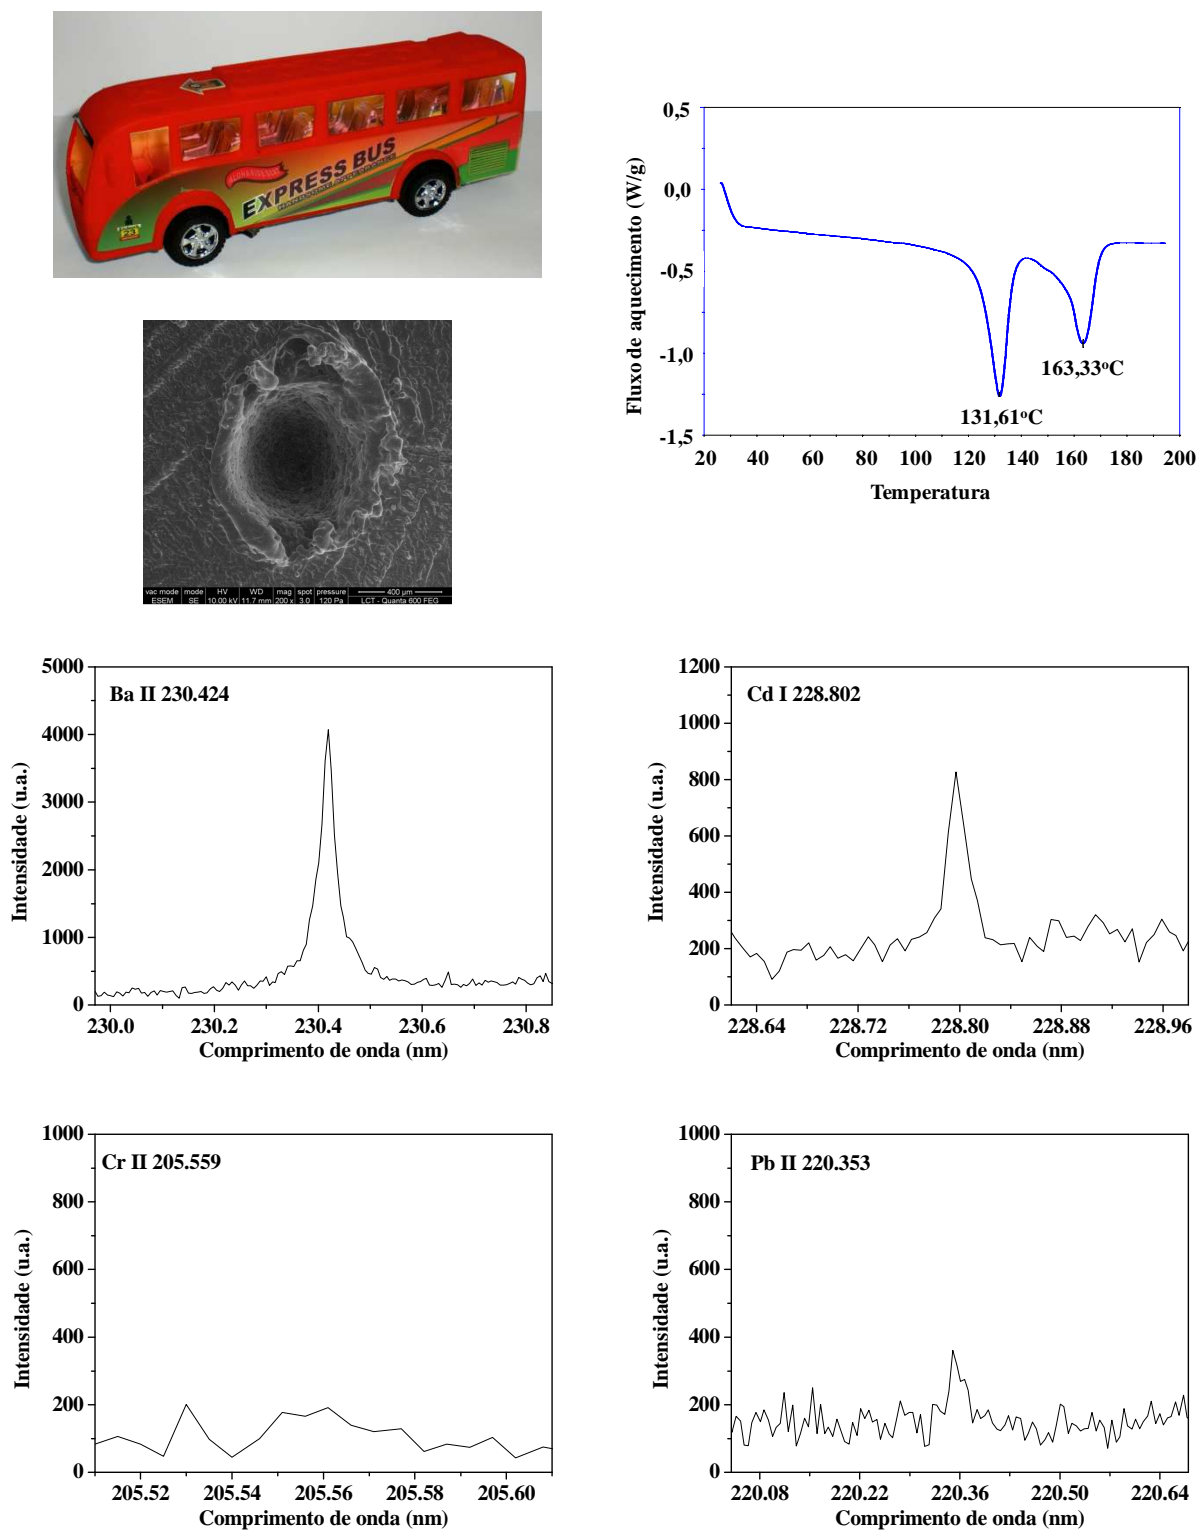 EXPRESS BUS
0,5
0,0
-0,5
-1,0
-1,5
Fluxo de aquecimento (W/g)
131,61ºC
163,33ºC
20 40 60 80 100 120 140 160 180 200
Temperatura
vac mode mode HV WD mag spot pressure 400 µm
ESEM SE 10.00 kV 11.7 mm 200 x 3.0 120 Pa LCT - Quanta 600 FEG
Ba II 230.424
5000
4000
3000
2000
1000
0
Intensidade (u.a.)
230.0 230.2 230.4 230.6 230.8
Comprimento de onda (nm)
Cd I 228.802
1200
1000
800
600
400
200
0
Intensidade (u.a.)
228.64 228.72 228.80 228.88 228.96
Comprimento de onda (nm)
Cr II 205.559
1000
800
600
400
200
0
Intensidade (u.a.)
205.52 205.54 205.56 205.58 205.60
Comprimento de onda (nm)
Pb II 220.353
1000
800
600
400
200
0
Intensidade (u.a.)
220.08 220.22 220.36 220.50 220.64
Comprimento de onda (nm)